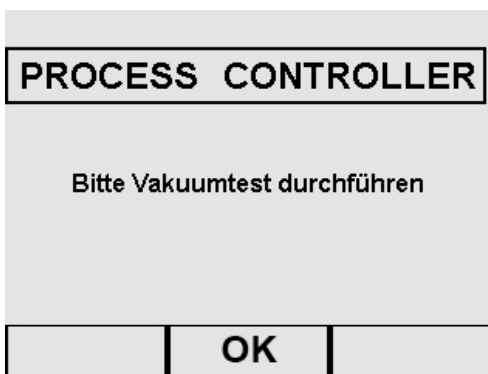 PROCESS CONTROLLER
Bitte Vakuumtest durchführen
OK